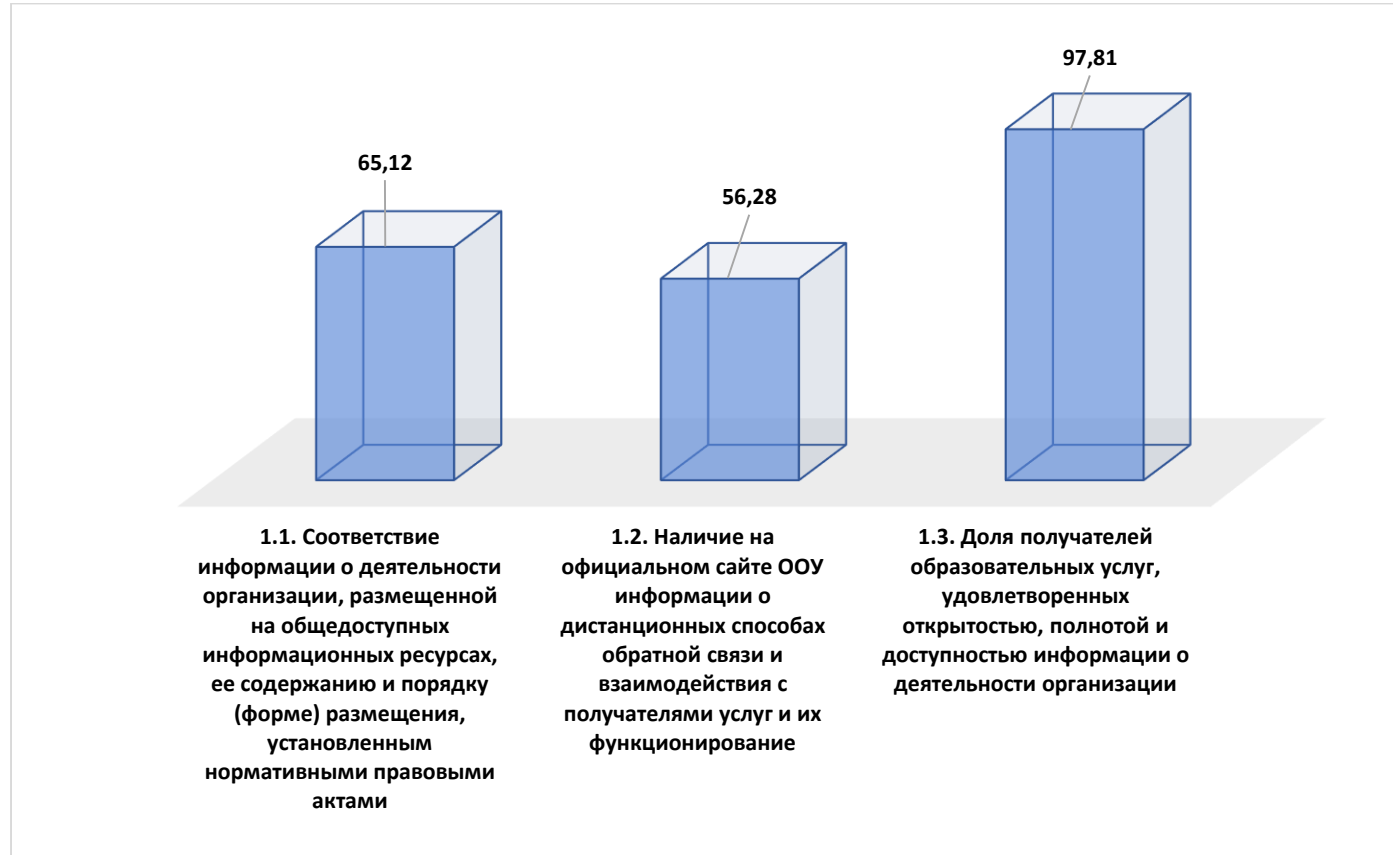 97,81
65,12
56,28
1.1. Соответствие
информации о деятельности
организации, размещенной
на общедоступных
информационных ресурсах,
ее содержанию и порядку
(форме) размещения,
установленным
нормативными правовыми
актами
1.2. Наличие на
официальном сайте ООУ
информации о
дистанционных способах
обратной связи и
взаимодействия с
получателями услуг и их
функционирование
1.3. Доля получателей
образовательных услуг,
удовлетворенных
открытостью, полнотой и
доступностью информации о
деятельности организации